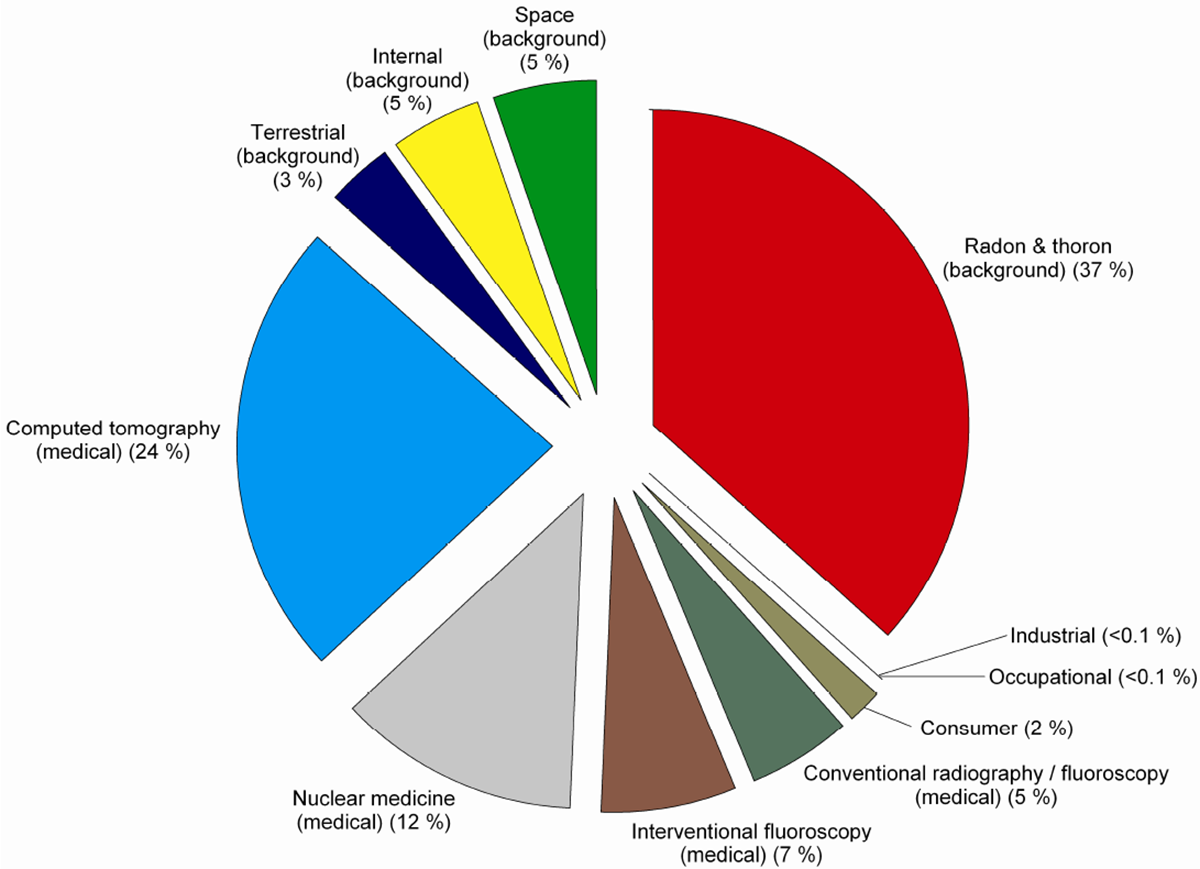 Space
(background)
(5 %)
Internal
(background)
(5 %)
Terrestrial
(background)
(3 %)
Radon & thoron
(background) (37 %)
Computed tomography
(medical) (24 %)
Industrial (<0.1 %)
Occupational (<0.1 %)
Consumer (2 %)
Conventional radiography / fluoroscopy
(medical) (5 %)
Nuclear medicine
(medical) (12 %)
Interventional fluoroscopy
(medical) (7 %)